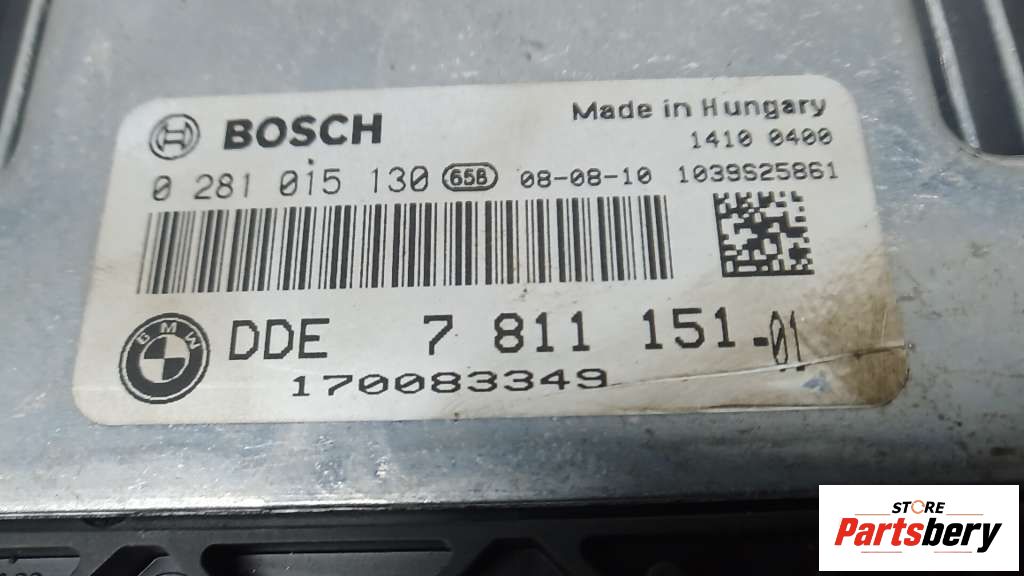 BOSCH
Made in Hungary
1410 0400
0 281 015 130 65B 08-08-10 1039S25861
BMW
DDE 7 811 151-01
170083349
STORE
Partsbery